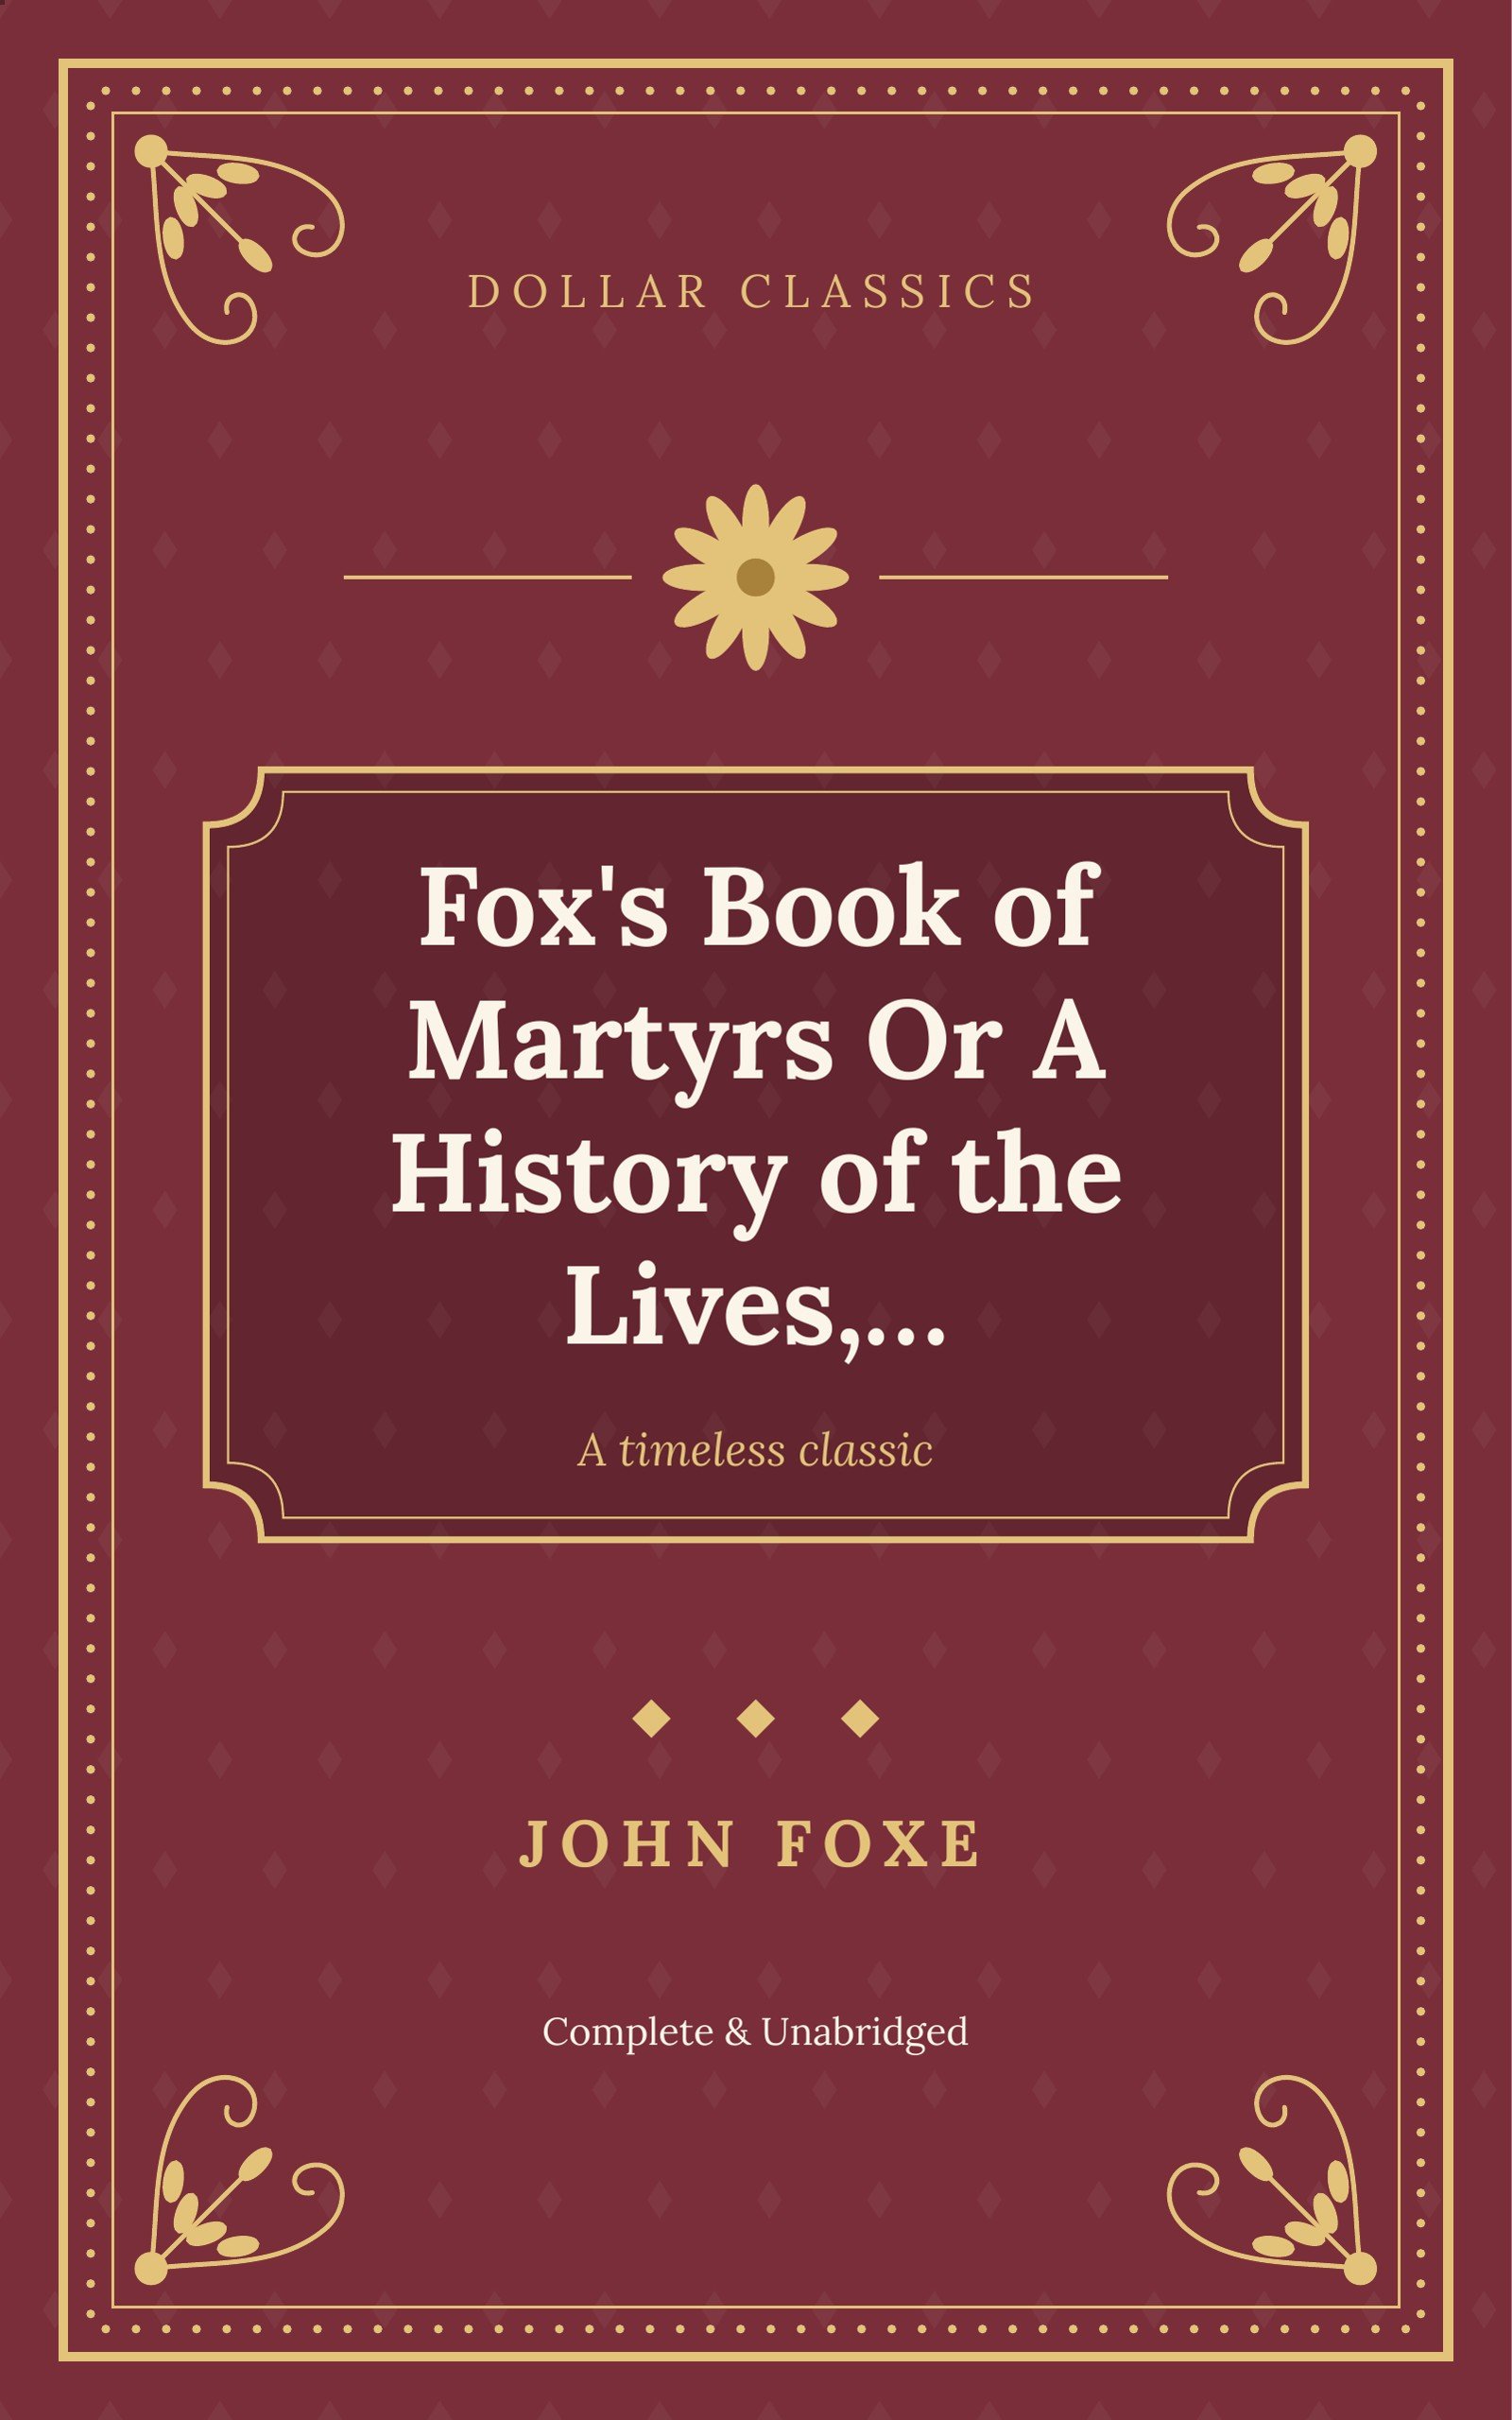 DOLLAR CLASSICS
Fox's Book of
Martyrs Or A
History of the
Lives,...
A timeless classic
JOHN FOXE
Complete & Unabridged